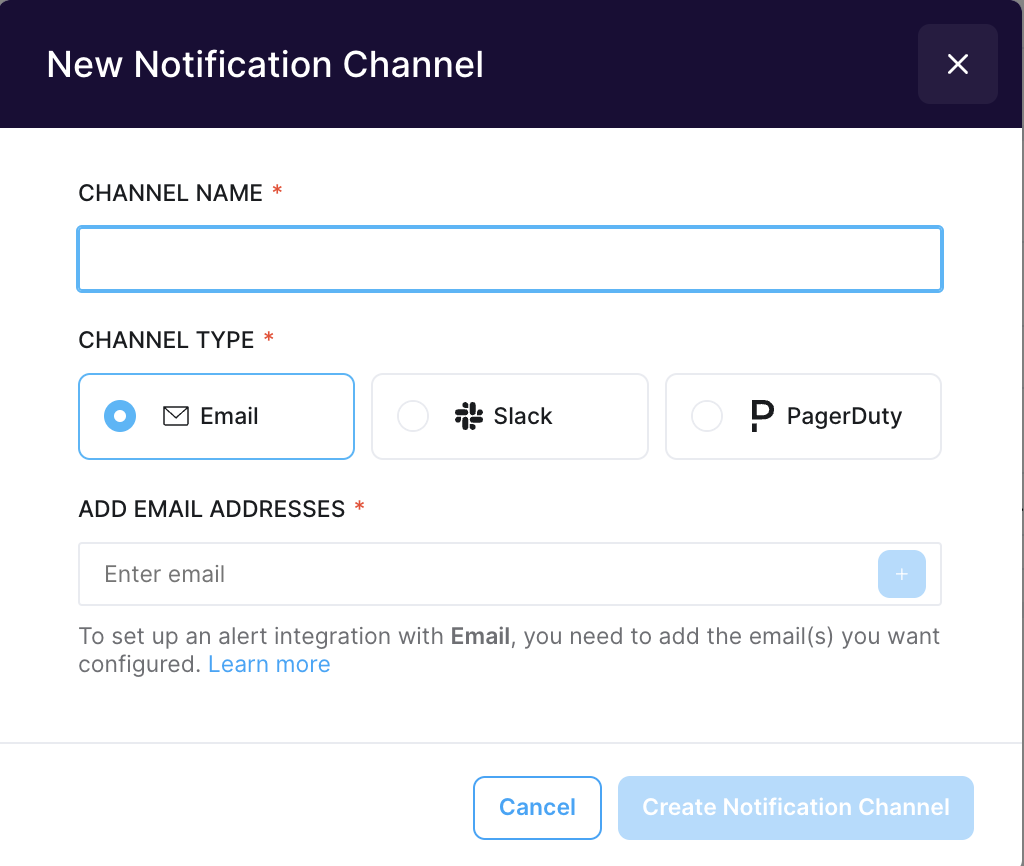 New Notification Channel
CHANNEL NAME *
CHANNEL TYPE *
Email
Slack
PagerDuty
ADD EMAIL ADDRESSES *
Enter email
+
To set up an alert integration with Email, you need to add the email(s) you want
configured. Learn more
Cancel
Create Notification Channel